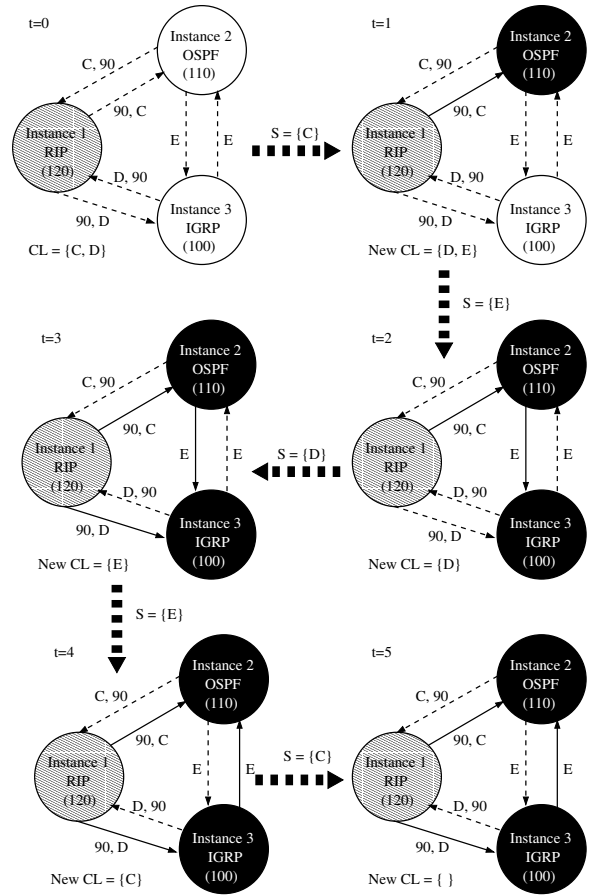 t=0
Instance 2
OSPF
(110)
C, 90
90, C
Instance 1
RIP
(120)
E
E
D, 90
90, D
Instance 3
IGRP
(100)
CL = {C, D}
S = {C}
t=1
Instance 2
OSPF
(110)
C, 90
90, C
Instance 1
RIP
(120)
E
E
D, 90
90, D
Instance 3
IGRP
(100)
New CL = {D, E}
S = {E}
t=2
Instance 2
OSPF
(110)
C, 90
90, C
Instance 1
RIP
(120)
E
E
D, 90
90, D
Instance 3
IGRP
(100)
New CL = {D}
S = {D}
t=3
Instance 2
OSPF
(110)
C, 90
90, C
Instance 1
RIP
(120)
E
E
D, 90
90, D
Instance 3
IGRP
(100)
New CL = {E}
S = {E}
t=4
Instance 2
OSPF
(110)
C, 90
90, C
Instance 1
RIP
(120)
E
E
D, 90
90, D
Instance 3
IGRP
(100)
New CL = {C}
S = {C}
t=5
Instance 2
OSPF
(110)
C, 90
90, C
Instance 1
RIP
(120)
E
E
D, 90
90, D
Instance 3
IGRP
(100)
New CL = { }